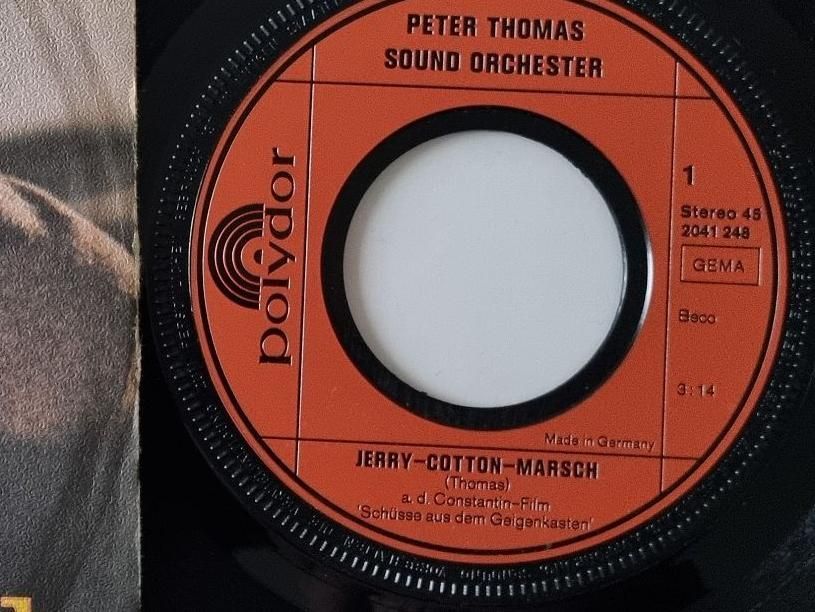 PETER THOMAS
SOUND ORCHESTER
polydor
1
Stereo 45
2041 248
GEMA
3:14
Made in Germany
JERRY-COTTON-MARSCH
(Thomas)
a. d. Constantin-Film
'Schüsse aus dem Geigenkasten'